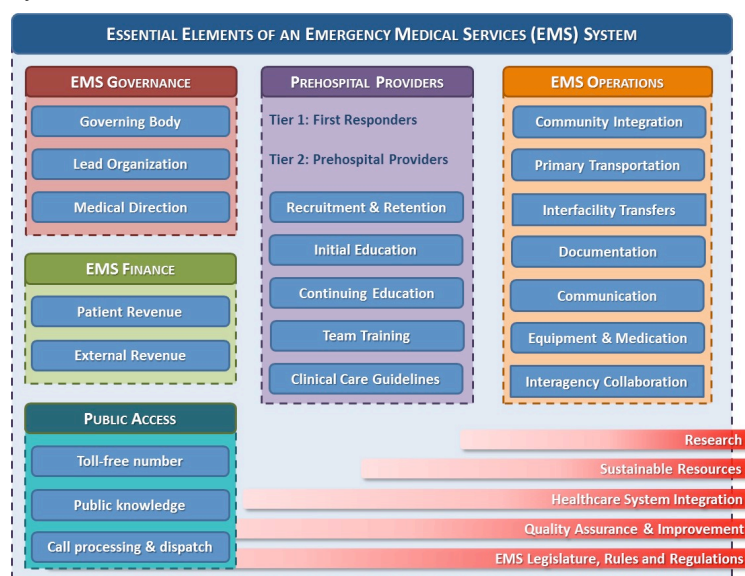 ESSENTIAL ELEMENTS OF AN EMERGENCY MEDICAL SERVICES (EMS) SYSTEM
EMS GOVERNANCE
Governing Body
Lead Organization
Medical Direction
EMS FINANCE
Patient Revenue
External Revenue
PUBLIC ACCESS
Toll-free number
Public knowledge
Call processing & dispatch
PREHOSPITAL PROVIDERS
Tier 1: First Responders
Tier 2: Prehospital Providers
Recruitment & Retention
Initial Education
Continuing Education
Team Training
Clinical Care Guidelines
EMS OPERATIONS
Community Integration
Primary Transportation
Interfacility Transfers
Documentation
Communication
Equipment & Medication
Interagency Collaboration
Research
Sustainable Resources
Healthcare System Integration
Quality Assurance & Improvement
EMS Legislature, Rules and Regulations